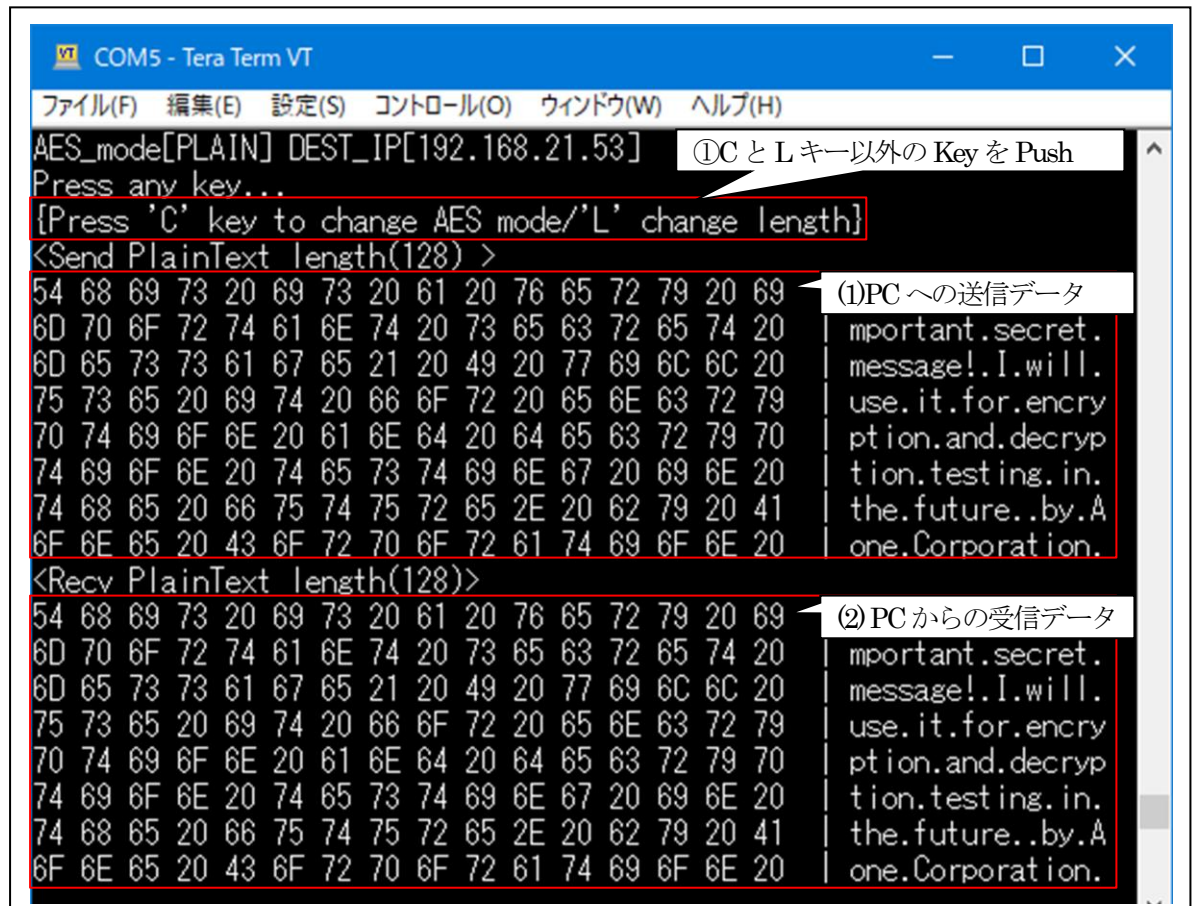 COM5 - Tera Term VT
ファイル(F) 編集(E) 設定(S) コントロール(O) ウィンドウ(W) ヘルプ(H)
AES_mode[PLAIN] DEST_IP[192.168.21.53]
①CとLキー以外の Key を Push
Press any key...
{Press 'C' key to change AES mode/'L' change length}
<Send PlainText length(128) >
54 68 69 73 20 69 73 20 61 20 76 65 72 79 20 69
(1)PC への送信データ
6D 70 6F 72 74 61 6E 74 20 73 65 63 72 65 74 20 | mportant.secret.
6D 65 73 73 61 67 65 21 20 49 20 77 69 6C 6C 20 | message!.I.will.
75 73 65 20 69 74 20 66 6F 72 20 65 6E 63 72 79 | use.it.for.encry
70 74 69 6F 6E 20 61 6E 64 20 64 65 63 72 79 70 | ption.and.decryp
74 69 6F 6E 20 74 65 73 74 69 6E 67 20 69 6E 20 | tion.testing.in.
74 68 65 20 66 75 74 75 72 65 2E 20 62 79 20 41 | the.future..by.A
6F 6E 65 20 43 6F 72 70 6F 72 61 74 69 6F 6E 20 | one.Corporation.
<Recv PlainText length(128)>
54 68 69 73 20 69 73 20 61 20 76 65 72 79 20 69
(2) PC からの受信データ
6D 70 6F 72 74 61 6E 74 20 73 65 63 72 65 74 20 | mportant.secret.
6D 65 73 73 61 67 65 21 20 49 20 77 69 6C 6C 20 | message!.I.will.
75 73 65 20 69 74 20 66 6F 72 20 65 6E 63 72 79 | use.it.for.encry
70 74 69 6F 6E 20 61 6E 64 20 64 65 63 72 79 70 | ption.and.decryp
74 69 6F 6E 20 74 65 73 74 69 6E 67 20 69 6E 20 | tion.testing.in.
74 68 65 20 66 75 74 75 72 65 2E 20 62 79 20 41 | the.future..by.A
6F 6E 65 20 43 6F 72 70 6F 72 61 74 69 6F 6E 20 | one.Corporation.